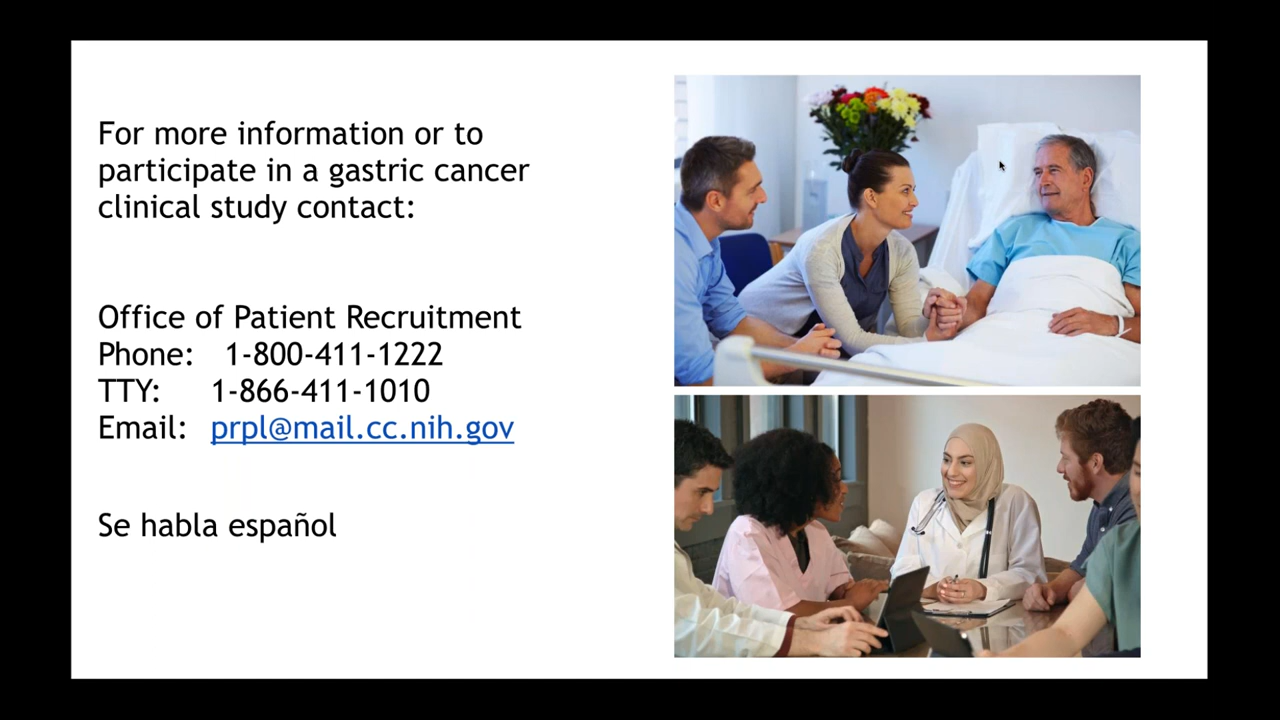 For more information or to
participate in a gastric cancer
clinical study contact:
Office of Patient Recruitment
Phone: 1-800-411-1222
TTY: 1-866-411-1010
Email: prpl@mail.cc.nih.gov
Se habla español